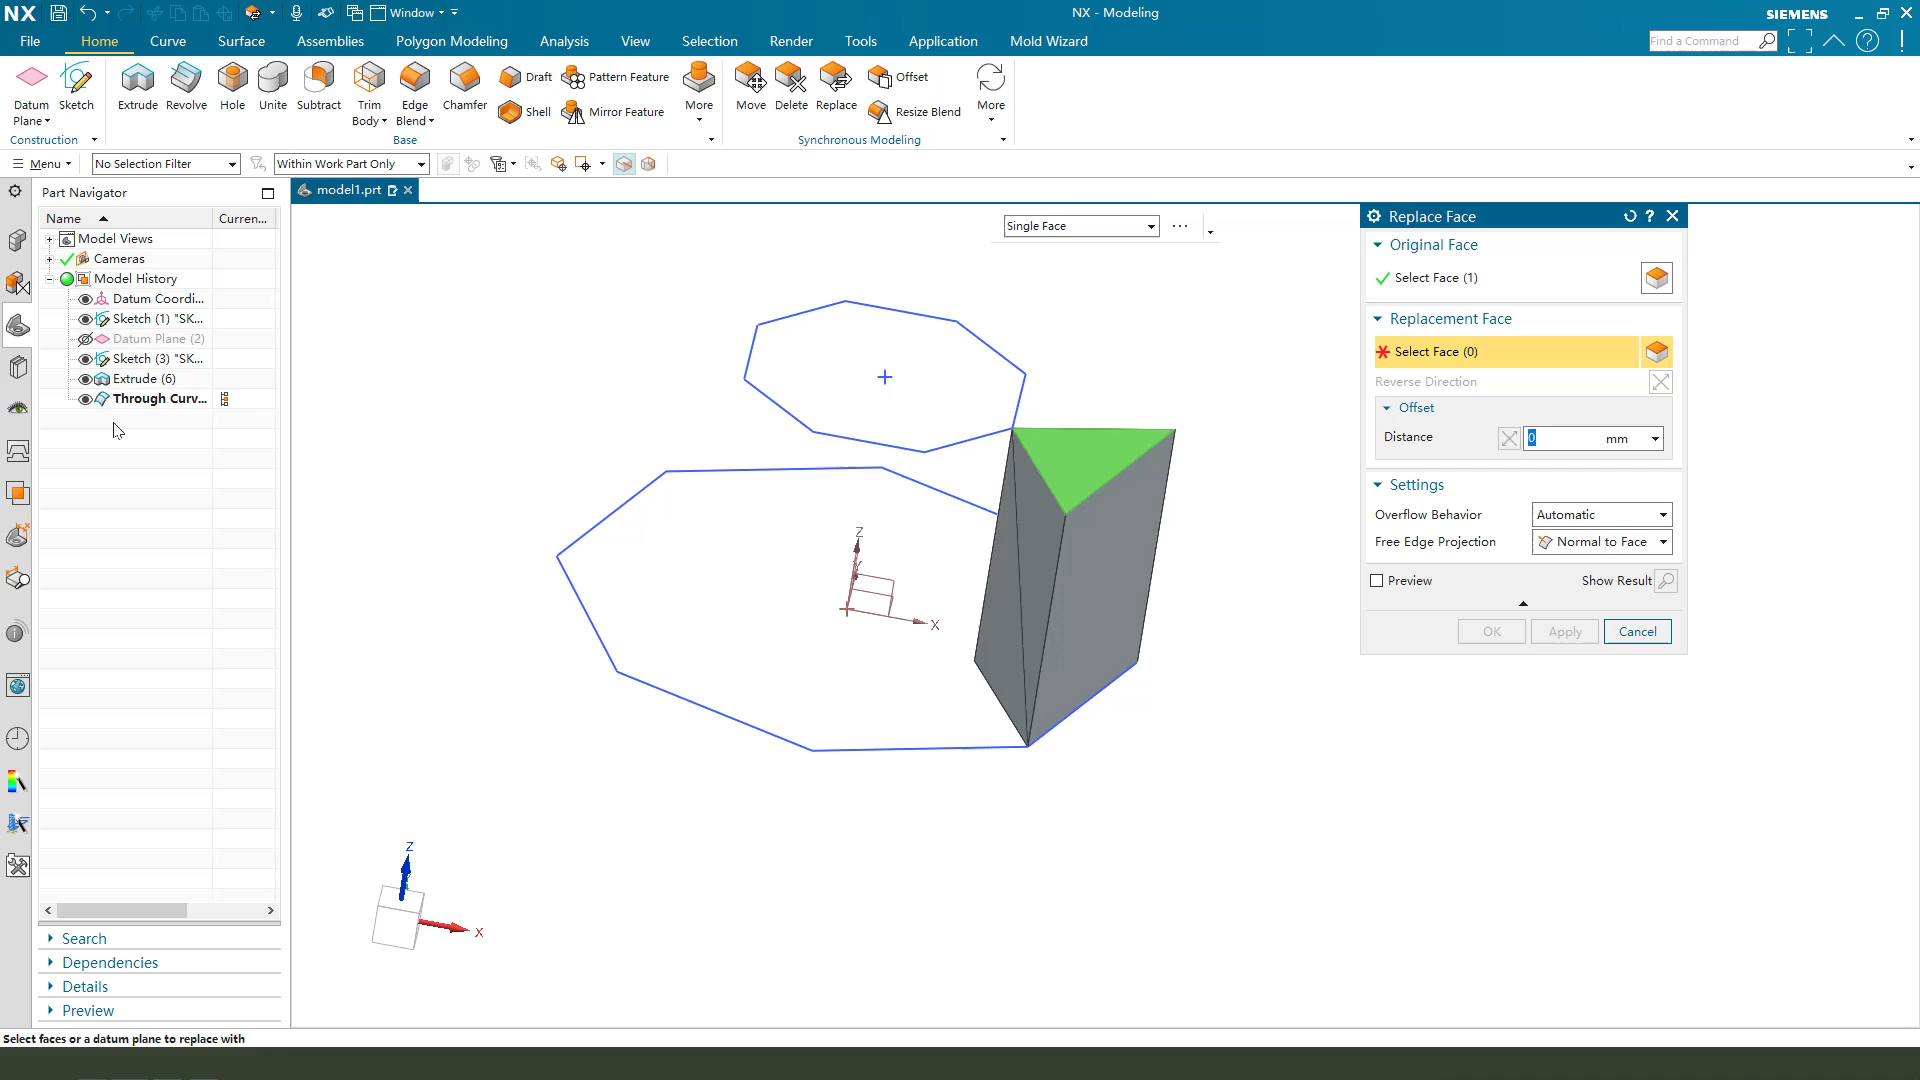 NX
Window
NX - Modeling
SIEMENS
File
Home
Curve
Surface
Assemblies
Polygon Modeling
Analysis
View
Selection
Render
Tools
Application
Mold Wizard
Find a Command
Datum Plane
Sketch
Extrude
Revolve
Hole
Unite
Subtract
Trim Body
Edge Blend
Chamfer
Draft
Shell
Pattern Feature
Mirror Feature
More
Move
Delete
Replace
Offset
Resize Blend
More
Construction
Base
Synchronous Modeling
Menu
No Selection Filter
Within Work Part Only
Part Navigator
model1.prt
Name
Curren...
Model Views
Cameras
Model History
Datum Coordi...
Sketch (1) "SK...
Datum Plane (2)
Sketch (3) "SK...
Extrude (6)
Through Curv...
Search
Dependencies
Details
Preview
Single Face
Z
Y
X
Z
X
Replace Face
Original Face
Select Face (1)
Replacement Face
Select Face (0)
Reverse Direction
Offset
Distance
0
mm
Settings
Overflow Behavior
Automatic
Free Edge Projection
Normal to Face
Preview
Show Result
OK
Apply
Cancel
Select faces or a datum plane to replace with